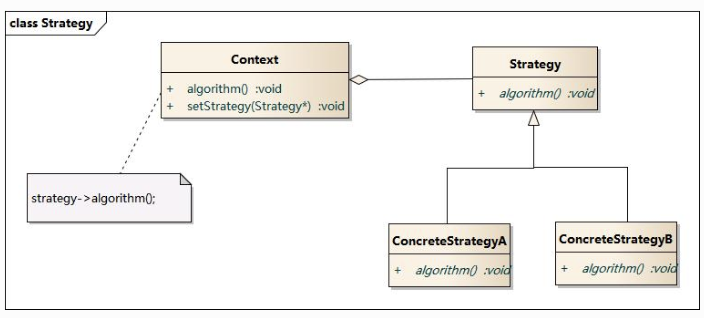 class Strategy
Context
+ algorithm() :void
+ setStrategy(Strategy*) :void
Strategy
+ algorithm() :void
strategy->algorithm();
ConcreteStrategyA
+ algorithm() :void
ConcreteStrategyB
+ algorithm() :void